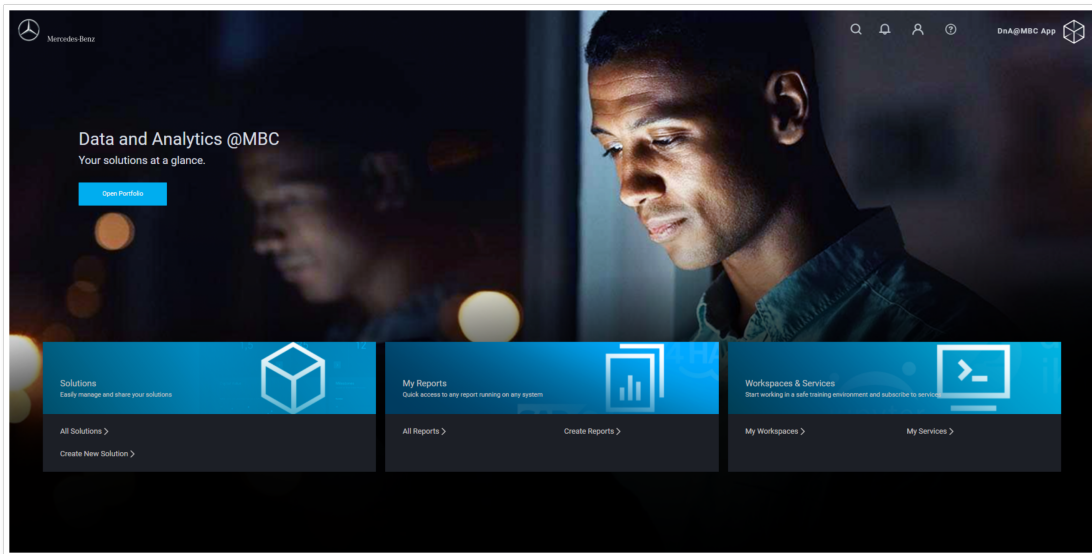 Mercedes-Benz
DnA@MBC App
Data and Analytics @MBC
Your solutions at a glance.
Open Portfolio
Solutions
Easily manage and share your solutions
All Solutions >
Create New Solution >
My Reports
Quick access to any report running on any system
All Reports >
Create Reports >
Workspaces & Services
Start working in a safe training environment and subscribe to service
My Workspaces >
My Services >